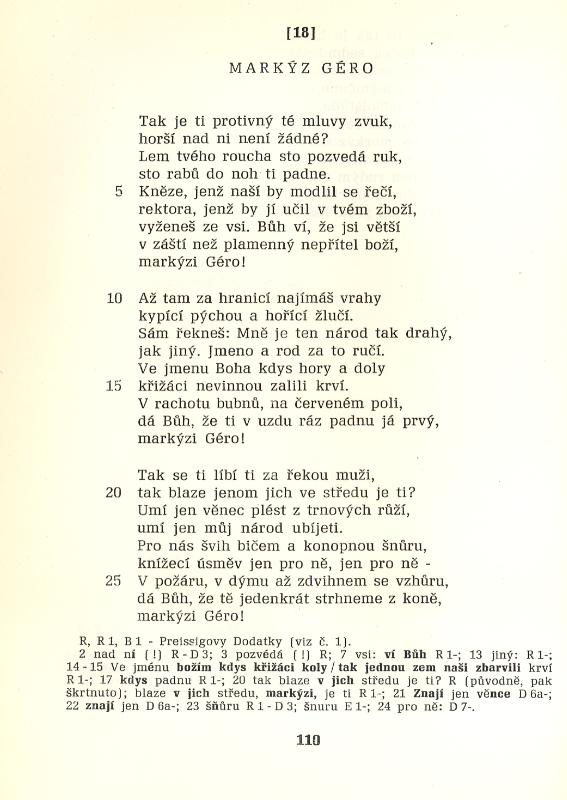 [18]
MARKÝZ GÉRO
Tak je ti protivný té mluvy zvuk,
horší nad ni není žádné?
Lem tvého roucha sto pozvedá ruk,
sto rabů do noh ti padne.
5 Kněze, jenž naší by modlil se řečí,
rektora, jenž by jí učil v tvém zboží,
vyženeš ze vsi. Bůh ví, že jsi větší
v záští než plamenný nepřítel boží,
markýzi Géro!
10 Až tam za hranicí najímáš vrahy
kypící pýchou a hořící žlučí.
Sám řekneš: Mně je ten národ tak drahý,
jak jiný. Jmeno a rod za to ručí.
Ve jmenu Boha kdys hory a doly
15 křižáci nevinnou zalili krví.
V rachotu bubnů, na červeném poli,
dá Bůh, že ti v uzdu ráz padnu já prvý,
markýzi Géro!
Tak se ti líbí ti za řekou muži,
20 tak blaze jenom jich ve středu je ti?
Umí jen věnec plést z trnových růží,
umí jen můj národ ubíjeti.
Pro nás švih bičem a konopnou šnůru,
knížecí úsměv jen pro ně, jen pro ně -
25 V požáru, v dýmu až zdvihnem se vzhůru,
dá Bůh, že tě jedenkrát strhneme z koně,
markýzi Géro!
R, R 1, B 1 - Preissigovy Dodatky (viz č. 1).
2 nad ní (!) R - D 3; 3 pozvédá (!) R; 7 vsi: ví Bůh R 1-; 13 jiný: R 1-;
14 - 15 Ve jménu božím kdys křižáci koly / tak jednou zem naši zbarvili krví
R 1-; 17 kdys padnu R 1-; 20 tak blaze v jich středu je ti? R (původně, pak
škrtnuto); blaze v jich středu, markýzi, je ti R 1-; 21 Znají jen věnce D 6a-;
22 znají jen D 6a-; 23 šňůru R 1 - D 3; šnuru E 1-; 24 pro ně: D 7-.
110